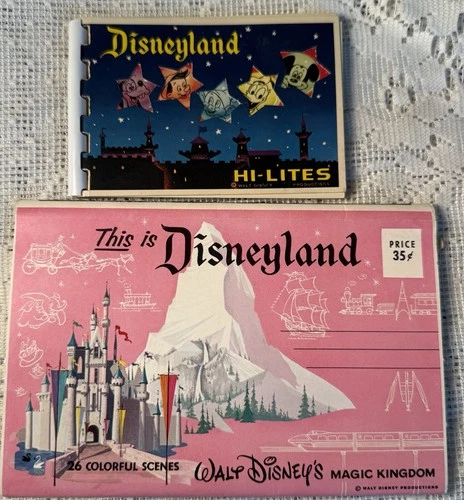 Disneyland
HI-LITES
© WALT DISNEY PRODUCTIONS
This is Disneyland
PRICE
35¢
26 COLORFUL SCENES
WALT DISNEY'S MAGIC KINGDOM
© WALT DISNEY PRODUCTIONS